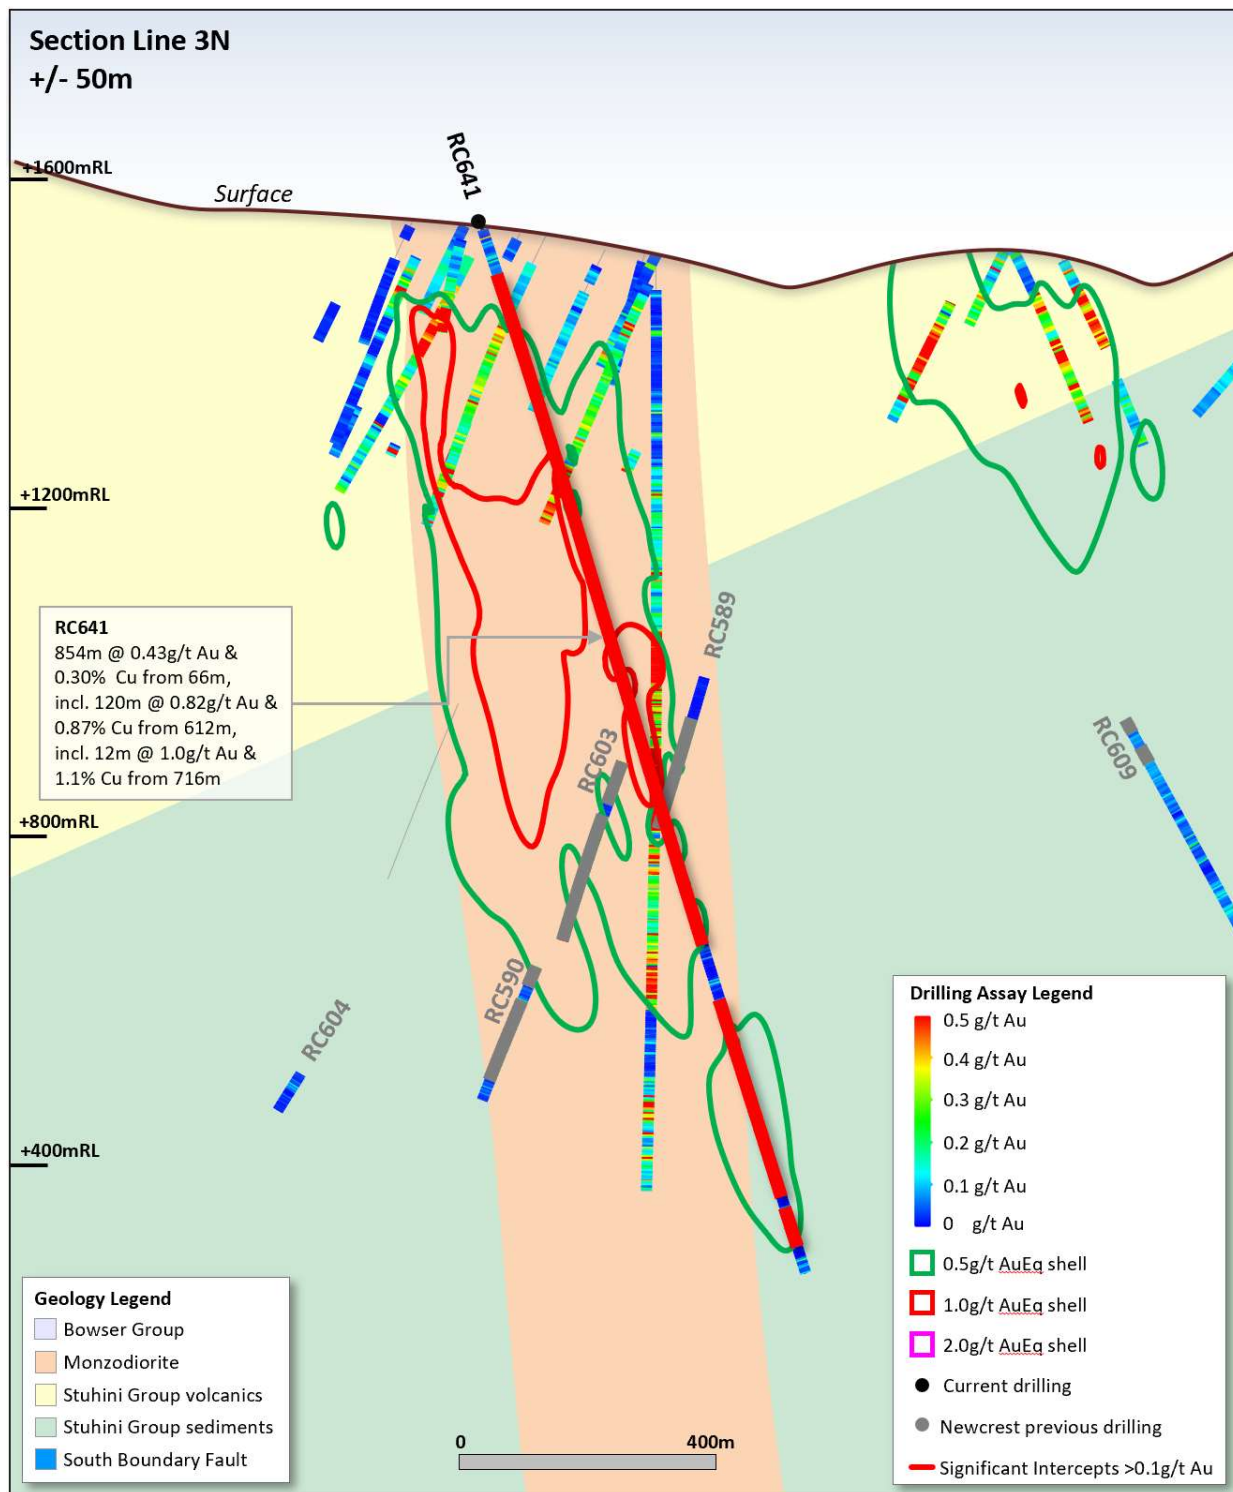 Section Line 3N
+/- 50m
RC641
+1600mRL
Surface
+1200mRL
RC641
854m @ 0.43g/t Au &
0.30% Cu from 66m,
incl. 120m @ 0.82g/t Au &
0.87% Cu from 612m,
incl. 12m @ 1.0g/t Au &
1.1% Cu from 716m
RC589
RC603
RC609
+800mRL
RC590
RC604
+400mRL
Drilling Assay Legend
0.5 g/t Au
0.4 g/t Au
0.3 g/t Au
0.2 g/t Au
0.1 g/t Au
0 g/t Au
0.5g/t AuEq shell
1.0g/t AuEq shell
2.0g/t AuEq shell
Current drilling
Newcrest previous drilling
Significant Intercepts >0.1g/t Au
Geology Legend
Bowser Group
Monzodiorite
Stuhini Group volcanics
Stuhini Group sediments
South Boundary Fault
0 400m